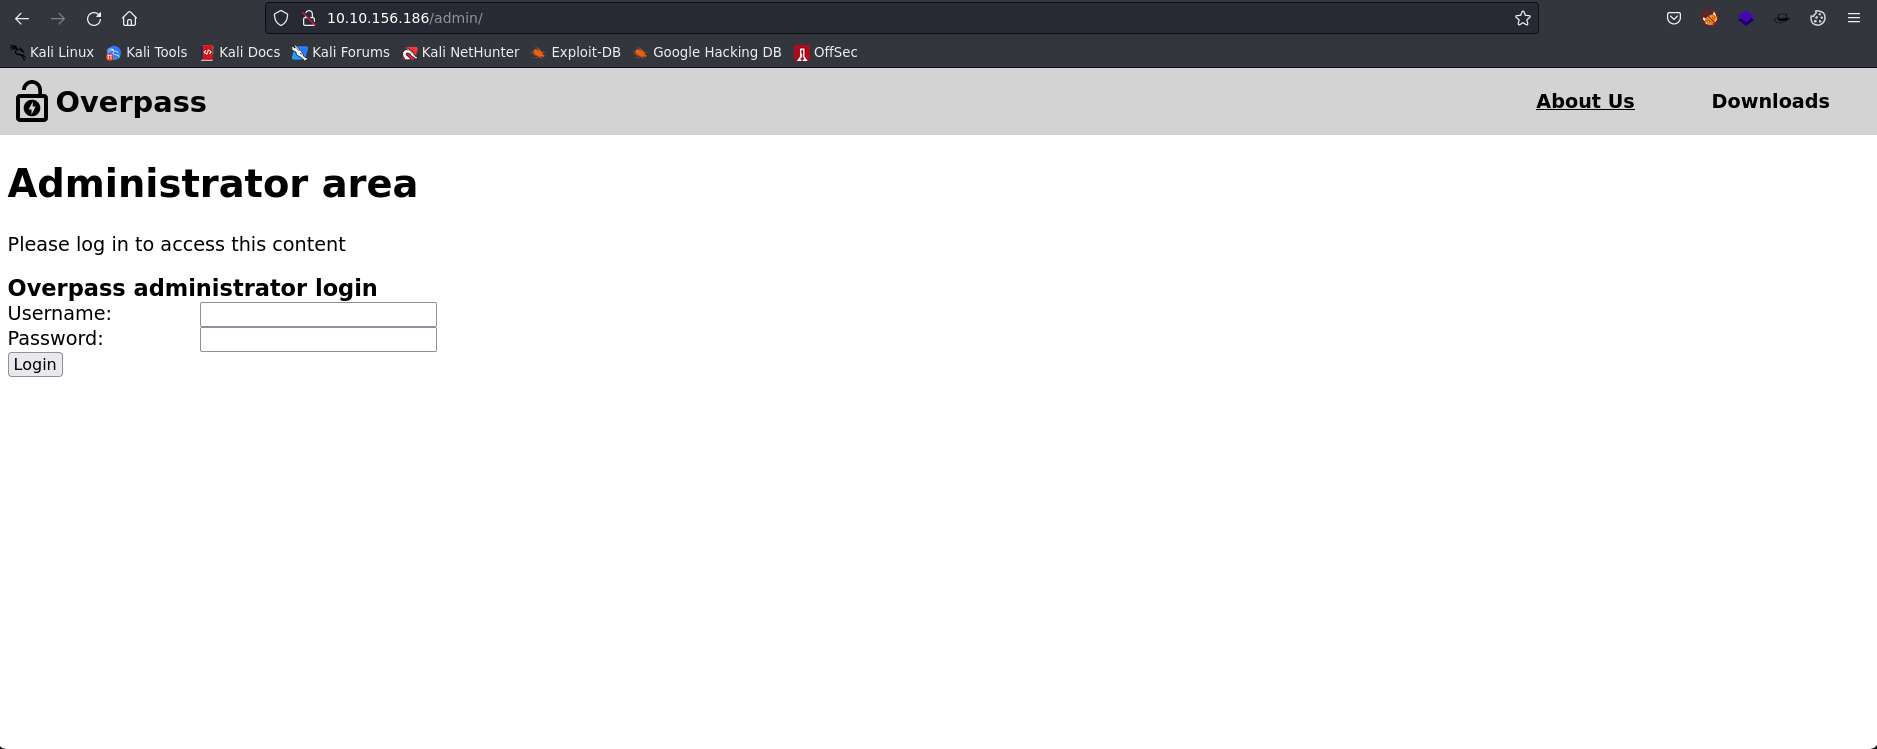 10.10.156.186/admin/
Kali Linux Kali Tools Kali Docs Kali Forums Kali NetHunter Exploit-DB Google Hacking DB OffSec
Overpass About Us Downloads
Administrator area
Please log in to access this content
Overpass administrator login
Username:
Password:
Login